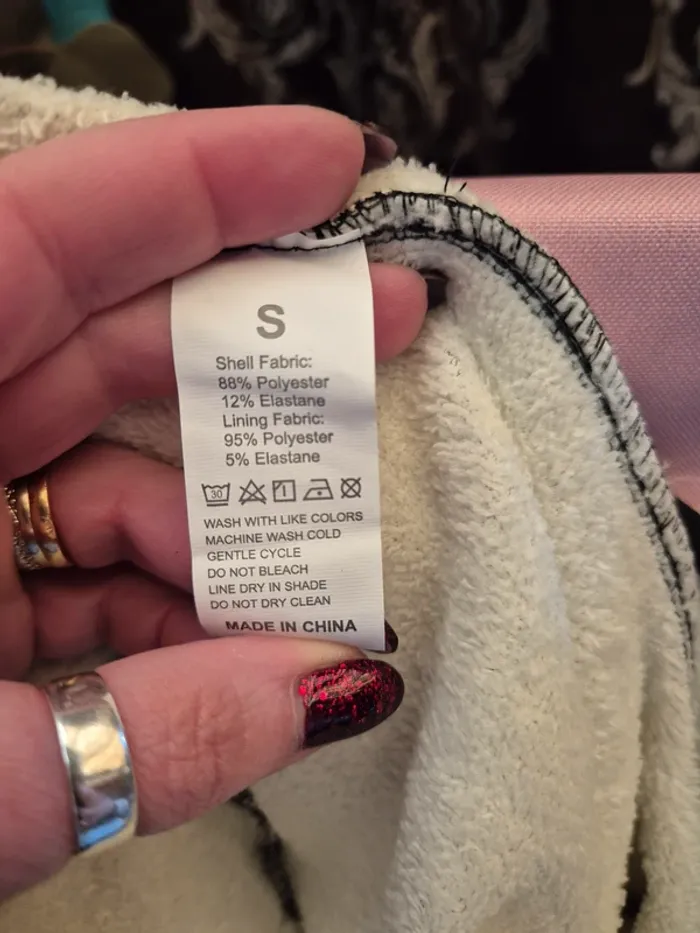 S
Shell Fabric:
88% Polyester
12% Elastane
Lining Fabric:
95% Polyester
5% Elastane
30
WASH WITH LIKE COLORS
MACHINE WASH COLD
GENTLE CYCLE
DO NOT BLEACH
LINE DRY IN SHADE
DO NOT DRY CLEAN
MADE IN CHINA